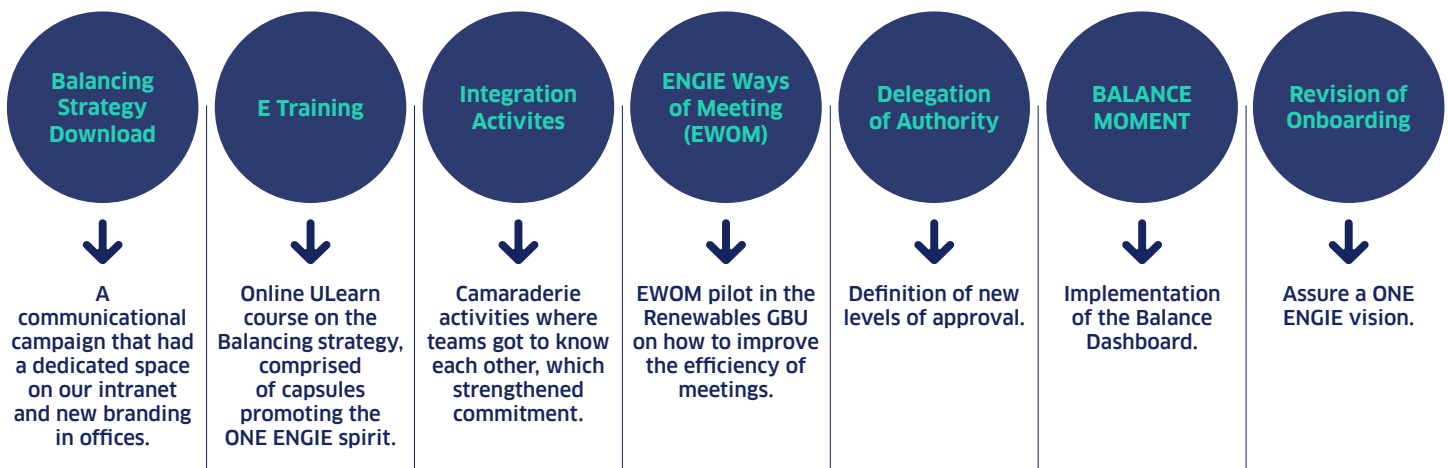 Balancing
Strategy
Download
E Training
Integration
Activites
ENGIE Ways
of Meeting
(EWOM)
Delegation
of Authority
BALANCE
MOMENT
Revision of
Onboarding
A
communicational
campaign that had
a dedicated space
on our intranet
and new branding
in offices.
Online ULearn
course on the
Balancing strategy,
comprised
of capsules
promoting the
ONE ENGIE spirit.
Camaraderie
activities where
teams got to know
each other, which
strengthened
commitment.
EWOM pilot in the
Renewables GBU
on how to improve
the efficiency of
meetings.
Definition of new
levels of approval.
Implementation
of the Balance
Dashboard.
Assure a ONE
ENGIE vision.